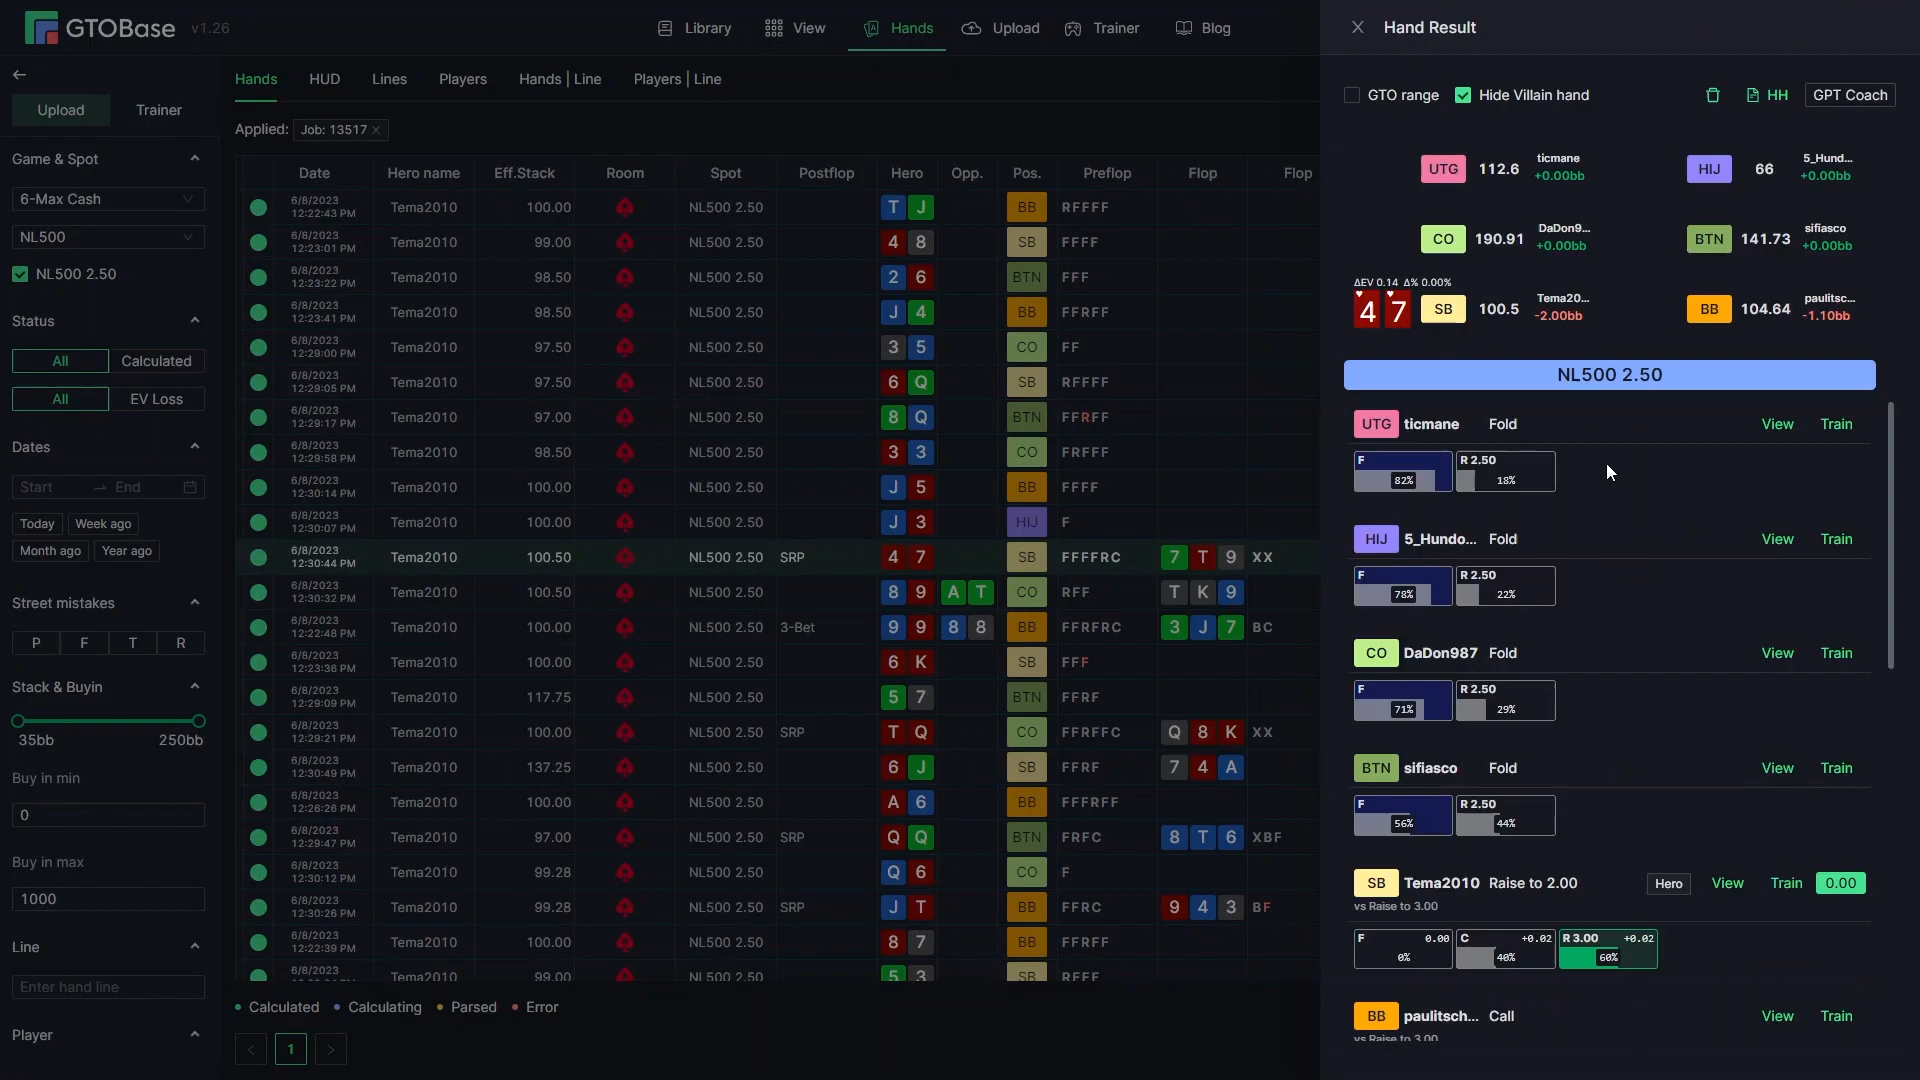 GTOBase v1.26
Library View Hands Upload Trainer Blog
Upload Trainer
Game & Spot
6-Max Cash
NL500
NL500 2.50
Status
All Calculated
All EV Loss
Dates
Start → End
Today Week ago
Month ago Year ago
Street mistakes
P F T R
Stack & Buyin
35bb 250bb
Buy in min
0
Buy in max
1000
Line
Enter hand line
Player
Hands HUD Lines Players Hands | Line Players | Line
Applied: Job: 13517
Date Hero name Eff.Stack Room Spot Postflop Hero Opp. Pos. Preflop Flop Flop
6/8/2023 12:22:43 PM Tema2010 100.00 NL500 2.50 T J BB RFFFF
6/8/2023 12:23:01 PM Tema2010 99.00 NL500 2.50 4 8 SB FFFF
6/8/2023 12:23:22 PM Tema2010 98.50 NL500 2.50 2 6 BTN FFF
6/8/2023 12:23:41 PM Tema2010 98.50 NL500 2.50 J 4 BB FFRFF
6/8/2023 12:29:00 PM Tema2010 97.50 NL500 2.50 3 5 CO FF
6/8/2023 12:29:05 PM Tema2010 97.50 NL500 2.50 6 Q SB RFFFF
6/8/2023 12:29:17 PM Tema2010 97.00 NL500 2.50 8 Q BTN FFRFF
6/8/2023 12:29:58 PM Tema2010 98.50 NL500 2.50 3 3 CO FRFFF
6/8/2023 12:30:14 PM Tema2010 100.00 NL500 2.50 J 5 BB FFFF
6/8/2023 12:30:07 PM Tema2010 100.00 NL500 2.50 J 3 HIJ F
6/8/2023 12:30:44 PM Tema2010 100.50 NL500 2.50 SRP 4 7 SB FFFFRC 7 T 9 XX
6/8/2023 12:30:32 PM Tema2010 100.50 NL500 2.50 8 9 A T CO RFF T K 9
6/8/2023 12:22:48 PM Tema2010 100.00 NL500 2.50 3-Bet 9 9 8 8 BB FFRFRC 3 J 7 BC
6/8/2023 12:23:36 PM Tema2010 100.00 NL500 2.50 6 K SB FFF
6/8/2023 12:29:09 PM Tema2010 117.75 NL500 2.50 5 7 BTN FFRF
6/8/2023 12:29:21 PM Tema2010 100.00 NL500 2.50 SRP T Q CO FFRFFC Q 8 K XX
6/8/2023 12:30:49 PM Tema2010 137.25 NL500 2.50 6 J SB FFRF 7 4 A
6/8/2023 12:26:26 PM Tema2010 100.00 NL500 2.50 A 6 BB FFFRFF
6/8/2023 12:29:47 PM Tema2010 97.00 NL500 2.50 SRP Q Q BTN FRFC 8 T 6 XBF
6/8/2023 12:30:12 PM Tema2010 99.28 NL500 2.50 Q 6 CO F
6/8/2023 12:30:26 PM Tema2010 99.28 NL500 2.50 SRP J T BB FFRC 9 4 3 BF
6/8/2023 12:22:39 PM Tema2010 100.00 NL500 2.50 8 7 BB FFRFF
6/8/2023 Tema2010 99.00 NL500 2.50 5 3 SB
Calculated Calculating Parsed Error
< 1 >
Hand Result
GTO range Hide Villain hand HH GPT Coach
UTG 112.6 ticmane +0.00bb HIJ 66 5_Hund... +0.00bb
CO 190.91 DaDon9... +0.00bb BTN 141.73 sifiasco +0.00bb
ΔEV 0.14 Δ% 0.00%
4 7 SB 100.5 Tema20... -2.00bb BB 104.64 paulitsc... -1.10bb
NL500 2.50
UTG ticmane Fold View Train
F 82% R 2.50 18%
HIJ 5_Hundo... Fold View Train
F 78% R 2.50 22%
CO DaDon987 Fold View Train
F 71% R 2.50 29%
BTN sifiasco Fold View Train
F 56% R 2.50 44%
SB Tema2010 Raise to 2.00 Hero View Train 0.00
vs Raise to 3.00
F 0.00 0% C +0.02 40% R 3.00 +0.02 60%
BB paulitsch... Call View Train
vs Raise to 3.00